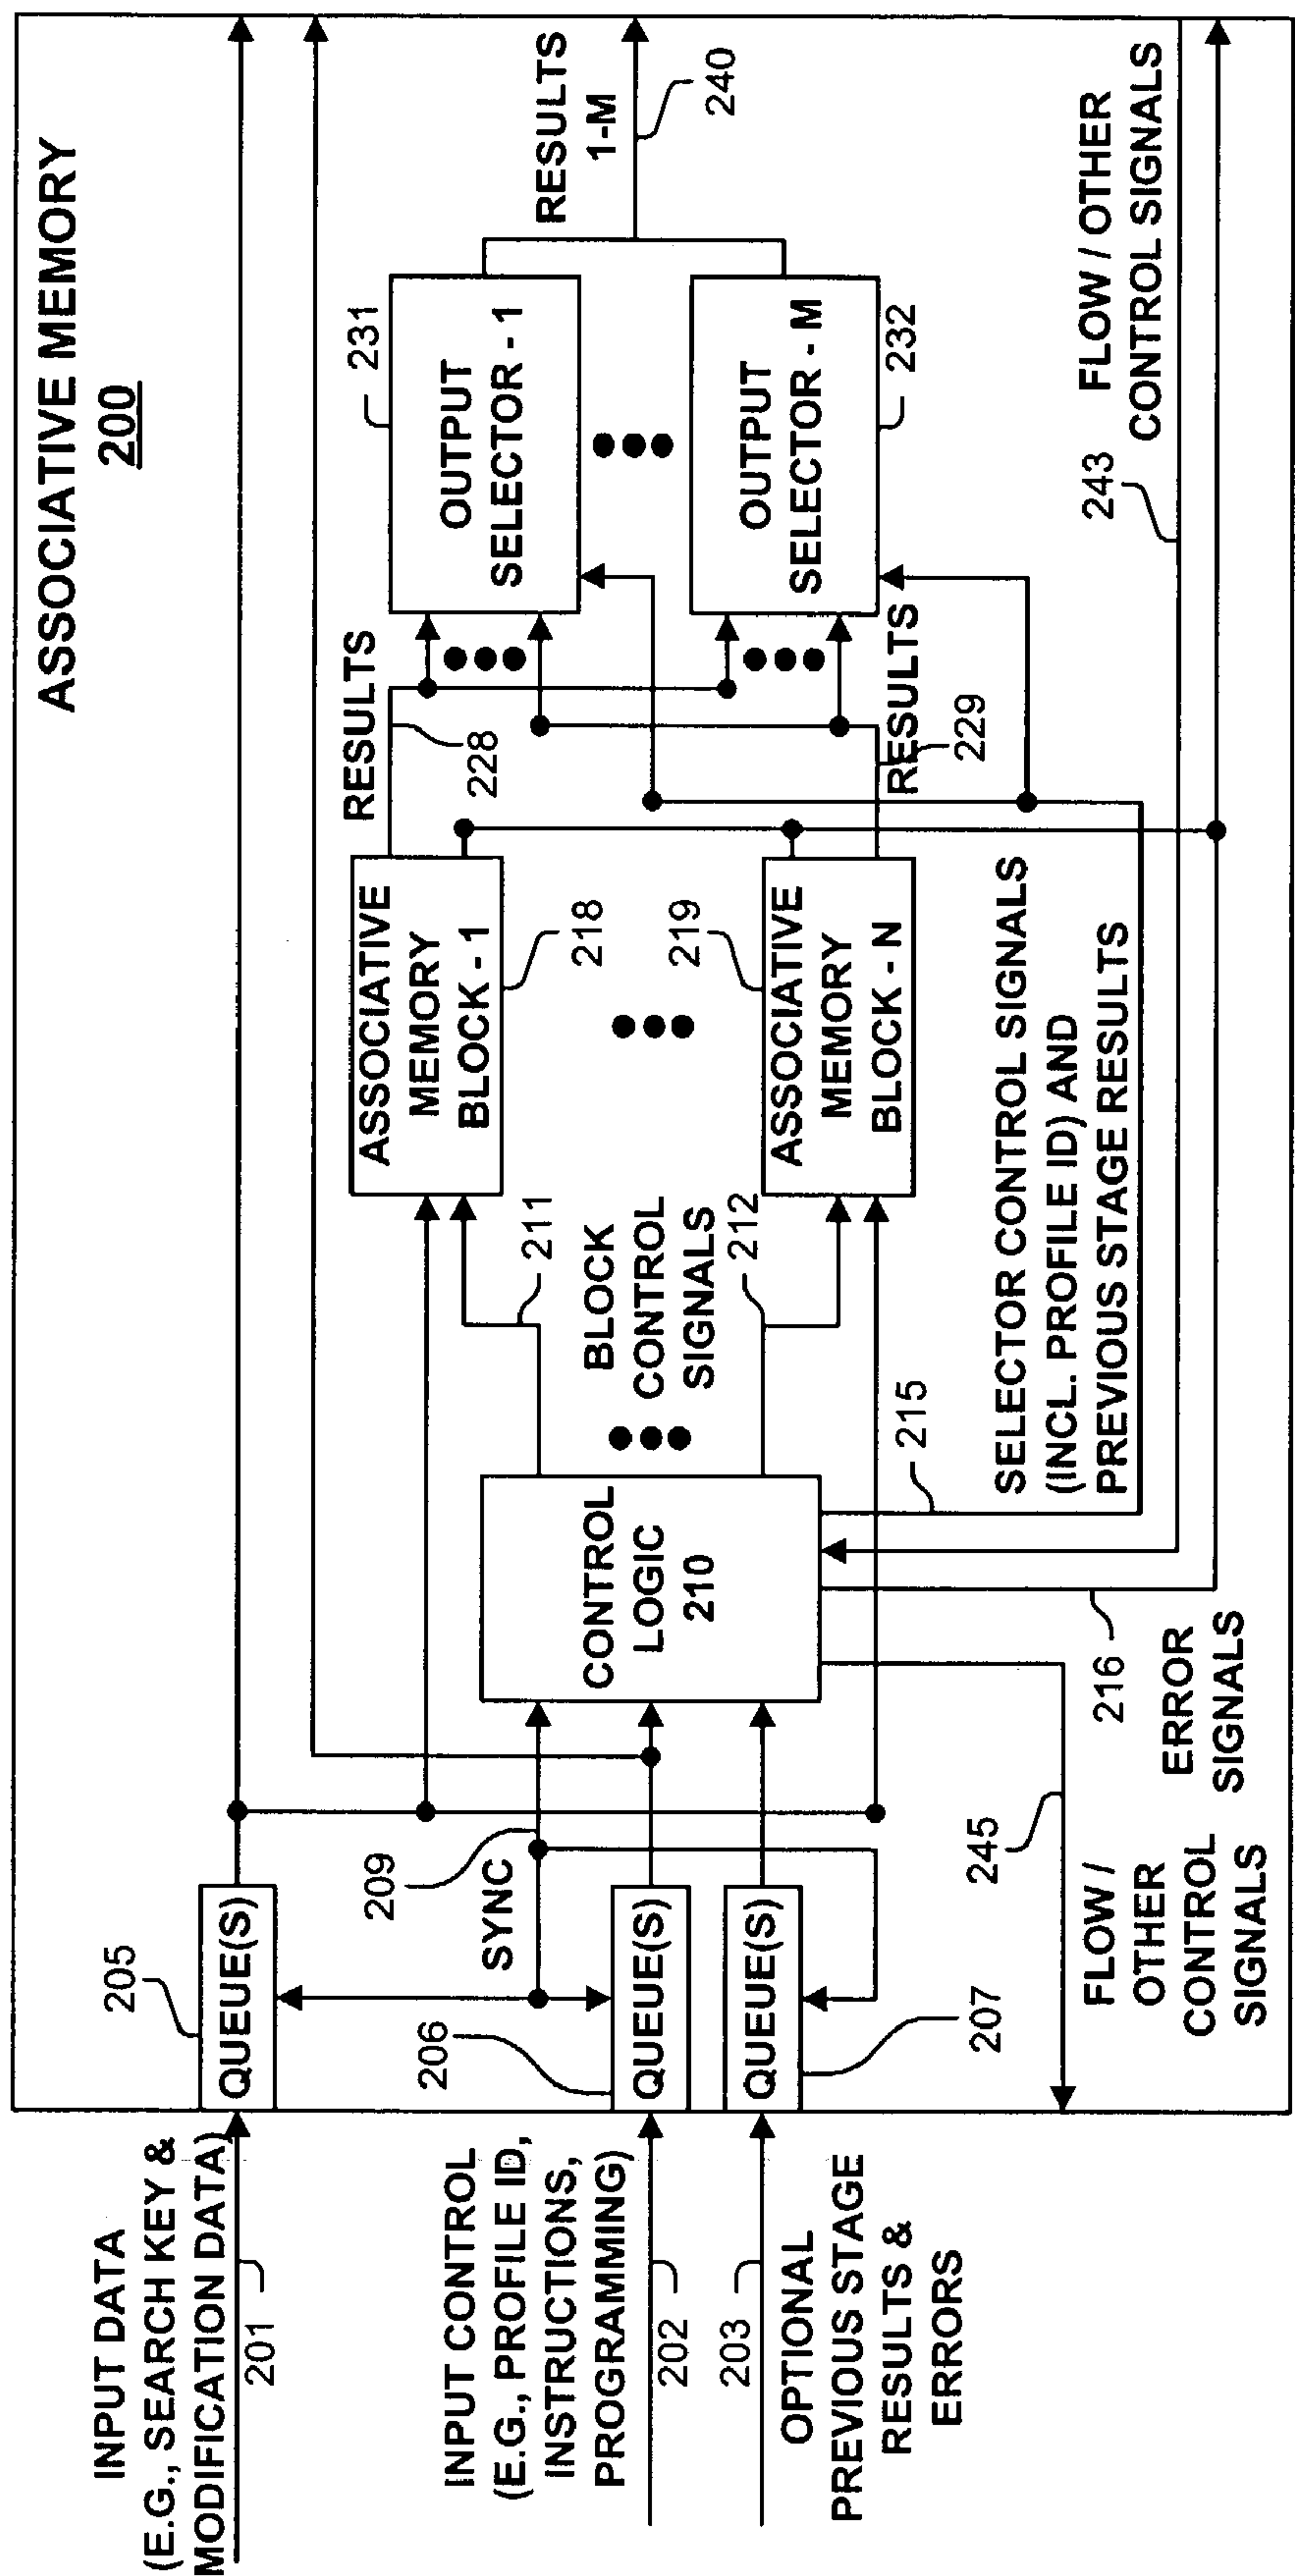 ASSOCIATIVE MEMORY
200
INPUT DATA
(E.G., SEARCH KEY &
MODIFICATION DATA)
201
205
QUEUE(S)
INPUT CONTROL
(E.G., PROFILE ID,
INSTRUCTIONS,
PROGRAMMING)
202
206
QUEUE(S)
203
OPTIONAL
PREVIOUS STAGE
RESULTS &
ERRORS
QUEUE(S)
207
209
SYNC
CONTROL
LOGIC
210
211
BLOCK
CONTROL
SIGNALS
212
ASSOCIATIVE
MEMORY
BLOCK - 1
218
219
ASSOCIATIVE
MEMORY
BLOCK - N
RESULTS
228
RESULTS
229
231
OUTPUT
SELECTOR - 1
OUTPUT
SELECTOR - M
232
RESULTS
1-M
240
215
SELECTOR CONTROL SIGNALS
(INCL. PROFILE ID) AND
PREVIOUS STAGE RESULTS
243
FLOW / OTHER
CONTROL SIGNALS
216
ERROR
SIGNALS
245
FLOW /
OTHER
CONTROL
SIGNALS